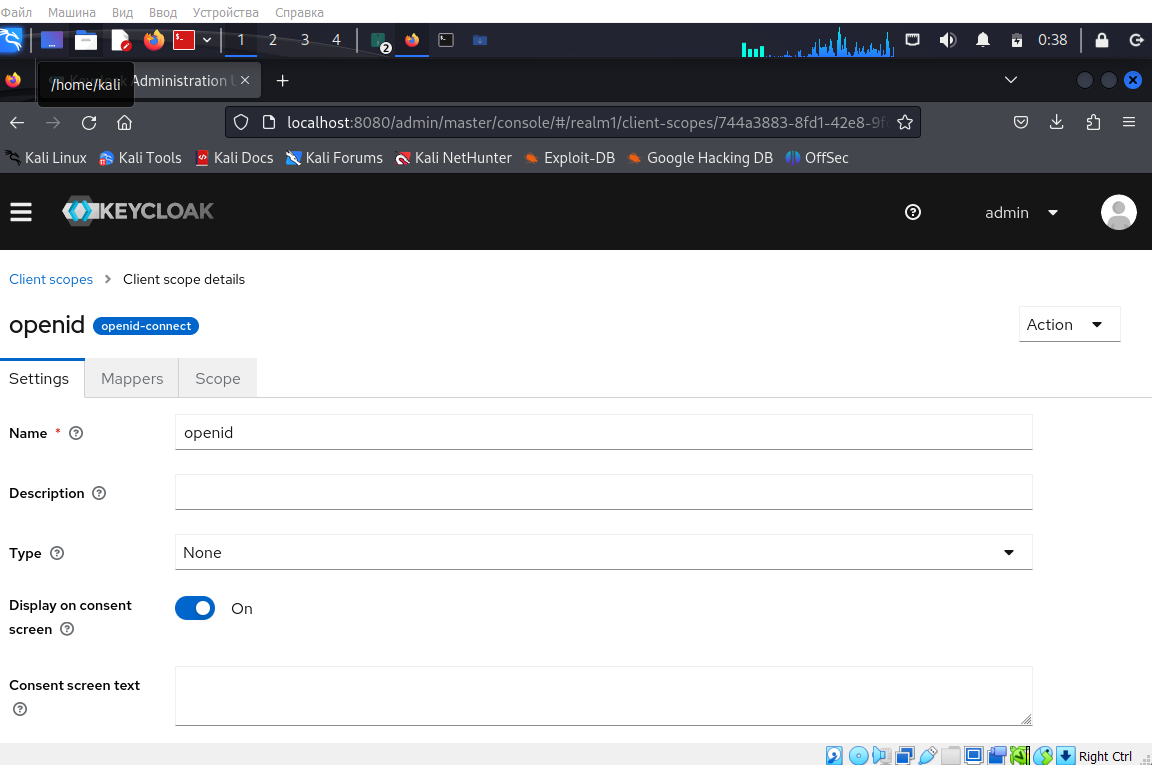 Файл Машина Вид Ввод Устройства Справка
1 2 3 4 2 0:38
Administration
/home/kali
localhost:8080/admin/master/console/#/realm1/client-scopes/744a3883-8fd1-42e8-9f
Kali Linux Kali Tools Kali Docs Kali Forums Kali NetHunter Exploit-DB Google Hacking DB OffSec
KEYCLOAK admin
Client scopes Client scope details
openid openid-connect Action
Settings Mappers Scope
Name * openid
Description
Type None
Display on consent
screen On
Consent screen text
Right Ctrl